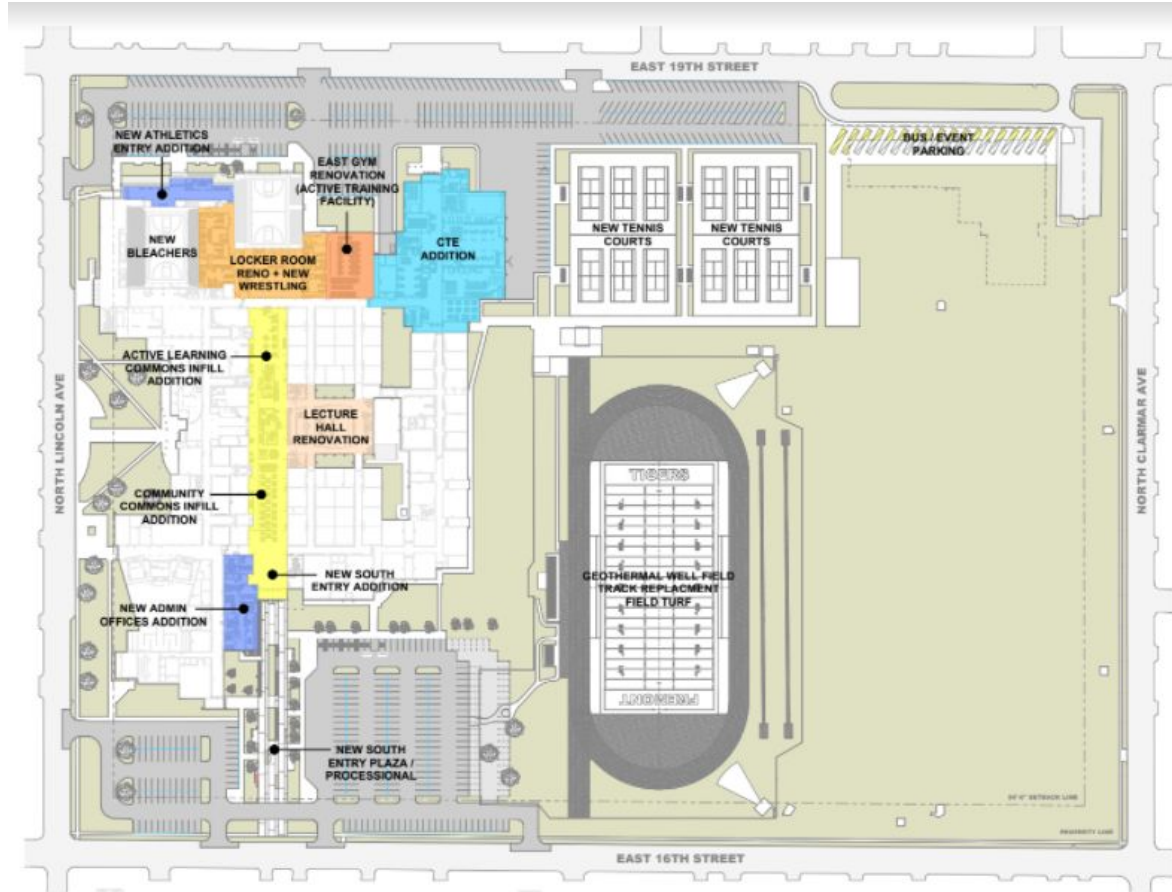 EAST 19TH STREET
NEW ATHLETICS
ENTRY ADDITION
EAST GYM
RENOVATION
(ACTIVE TRAINING
FACILITY)
BUS / EVENT
PARKING
NEW
BLEACHERS
LOCKER ROOM
RENO + NEW
WRESTLING
CTE
ADDITION
NEW TENNIS
COURTS
NEW TENNIS
COURTS
ACTIVE LEARNING
COMMONS INFILL
ADDITION
LECTURE
HALL
RENOVATION
NORTH LINCOLN AVE
NORTH CLARMAR AVE
COMMUNITY
COMMONS INFILL
ADDITION
TIGERS
NEW SOUTH
ENTRY ADDITION
GEOTHERMAL WELL FIELD
TRACK REPLACMENT
FIELD TURF
NEW ADMIN
OFFICES ADDITION
FREMONT
NEW SOUTH
ENTRY PLAZA /
PROCESSIONAL
EAST 16TH STREET